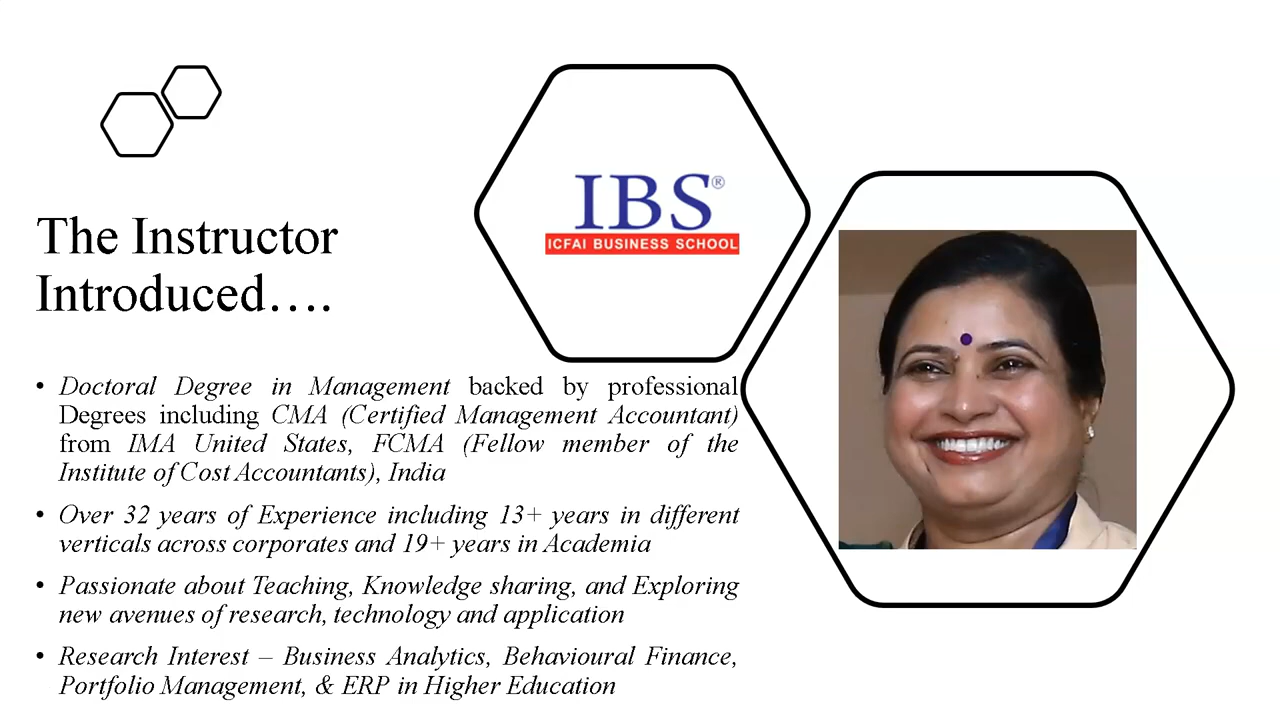 IBS®
ICFAI BUSINESS SCHOOL
The Instructor
Introduced….
• Doctoral Degree in Management backed by professional
Degrees including CMA (Certified Management Accountant)
from IMA United States, FCMA (Fellow member of the
Institute of Cost Accountants), India
• Over 32 years of Experience including 13+ years in different
verticals across corporates and 19+ years in Academia
• Passionate about Teaching, Knowledge sharing, and Exploring
new avenues of research, technology and application
• Research Interest – Business Analytics, Behavioural Finance,
Portfolio Management, & ERP in Higher Education